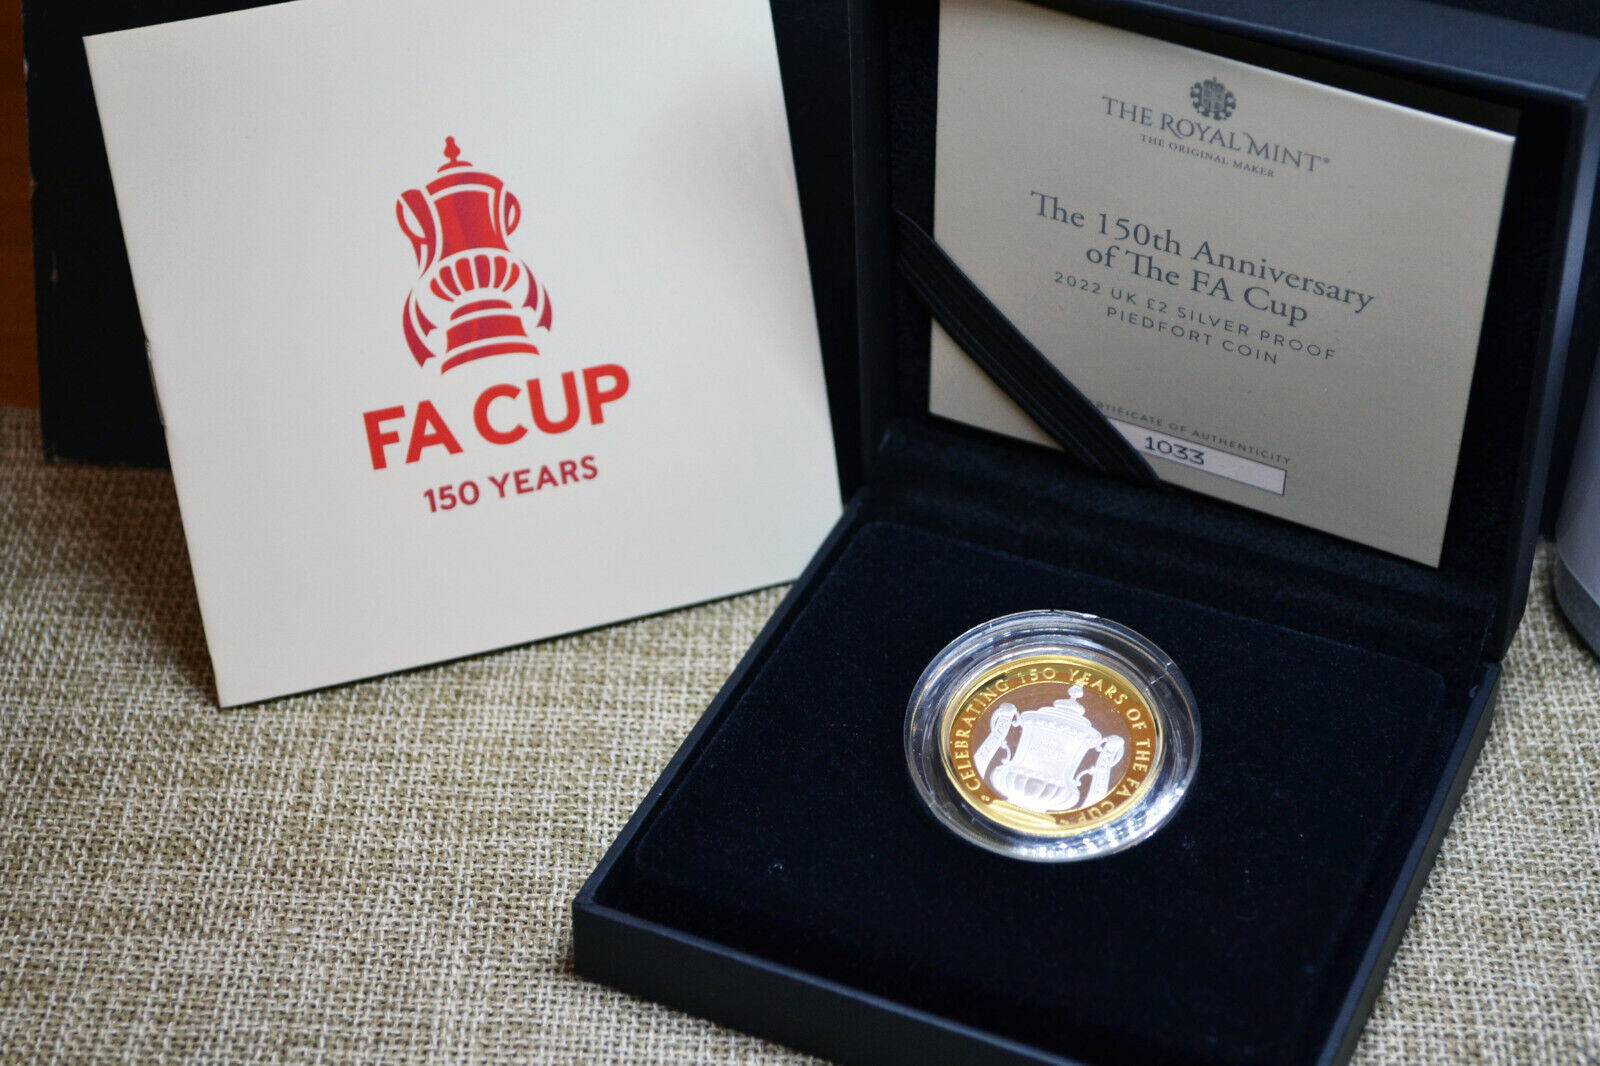 FA CUP
150 YEARS
THE ROYAL MINT®
THE ORIGINAL MAKER
The 150th Anniversary
of The FA Cup
2022 UK £2 SILVER PROOF
PIEDFORT COIN
ERTIFICATE OF AUTHENTICITY
1033
CELEBRATING 150 YEARS OF THE FA CUP